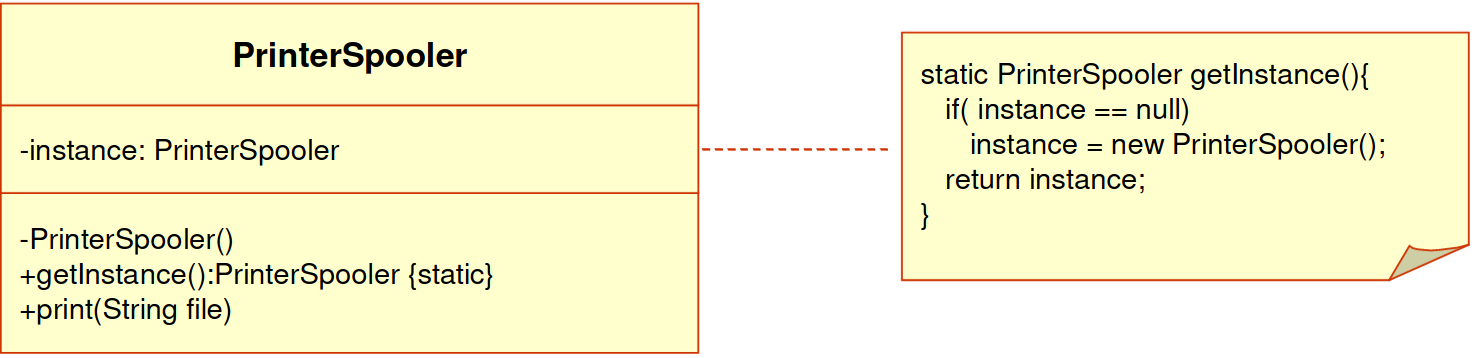 PrinterSpooler
-instance: PrinterSpooler
-PrinterSpooler()
+getInstance():PrinterSpooler {static}
+print(String file)
static PrinterSpooler getInstance(){
if( instance == null)
instance = new PrinterSpooler();
return instance;
}